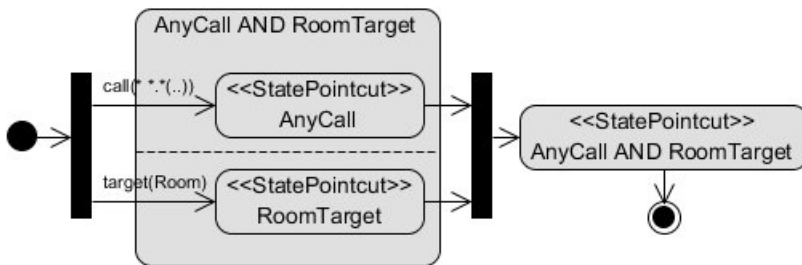 AnyCall AND RoomTarget
call(* *.*(..))
<<StatePointcut>>
AnyCall
target(Room)
<<StatePointcut>>
RoomTarget
<<StatePointcut>>
AnyCall AND RoomTarget